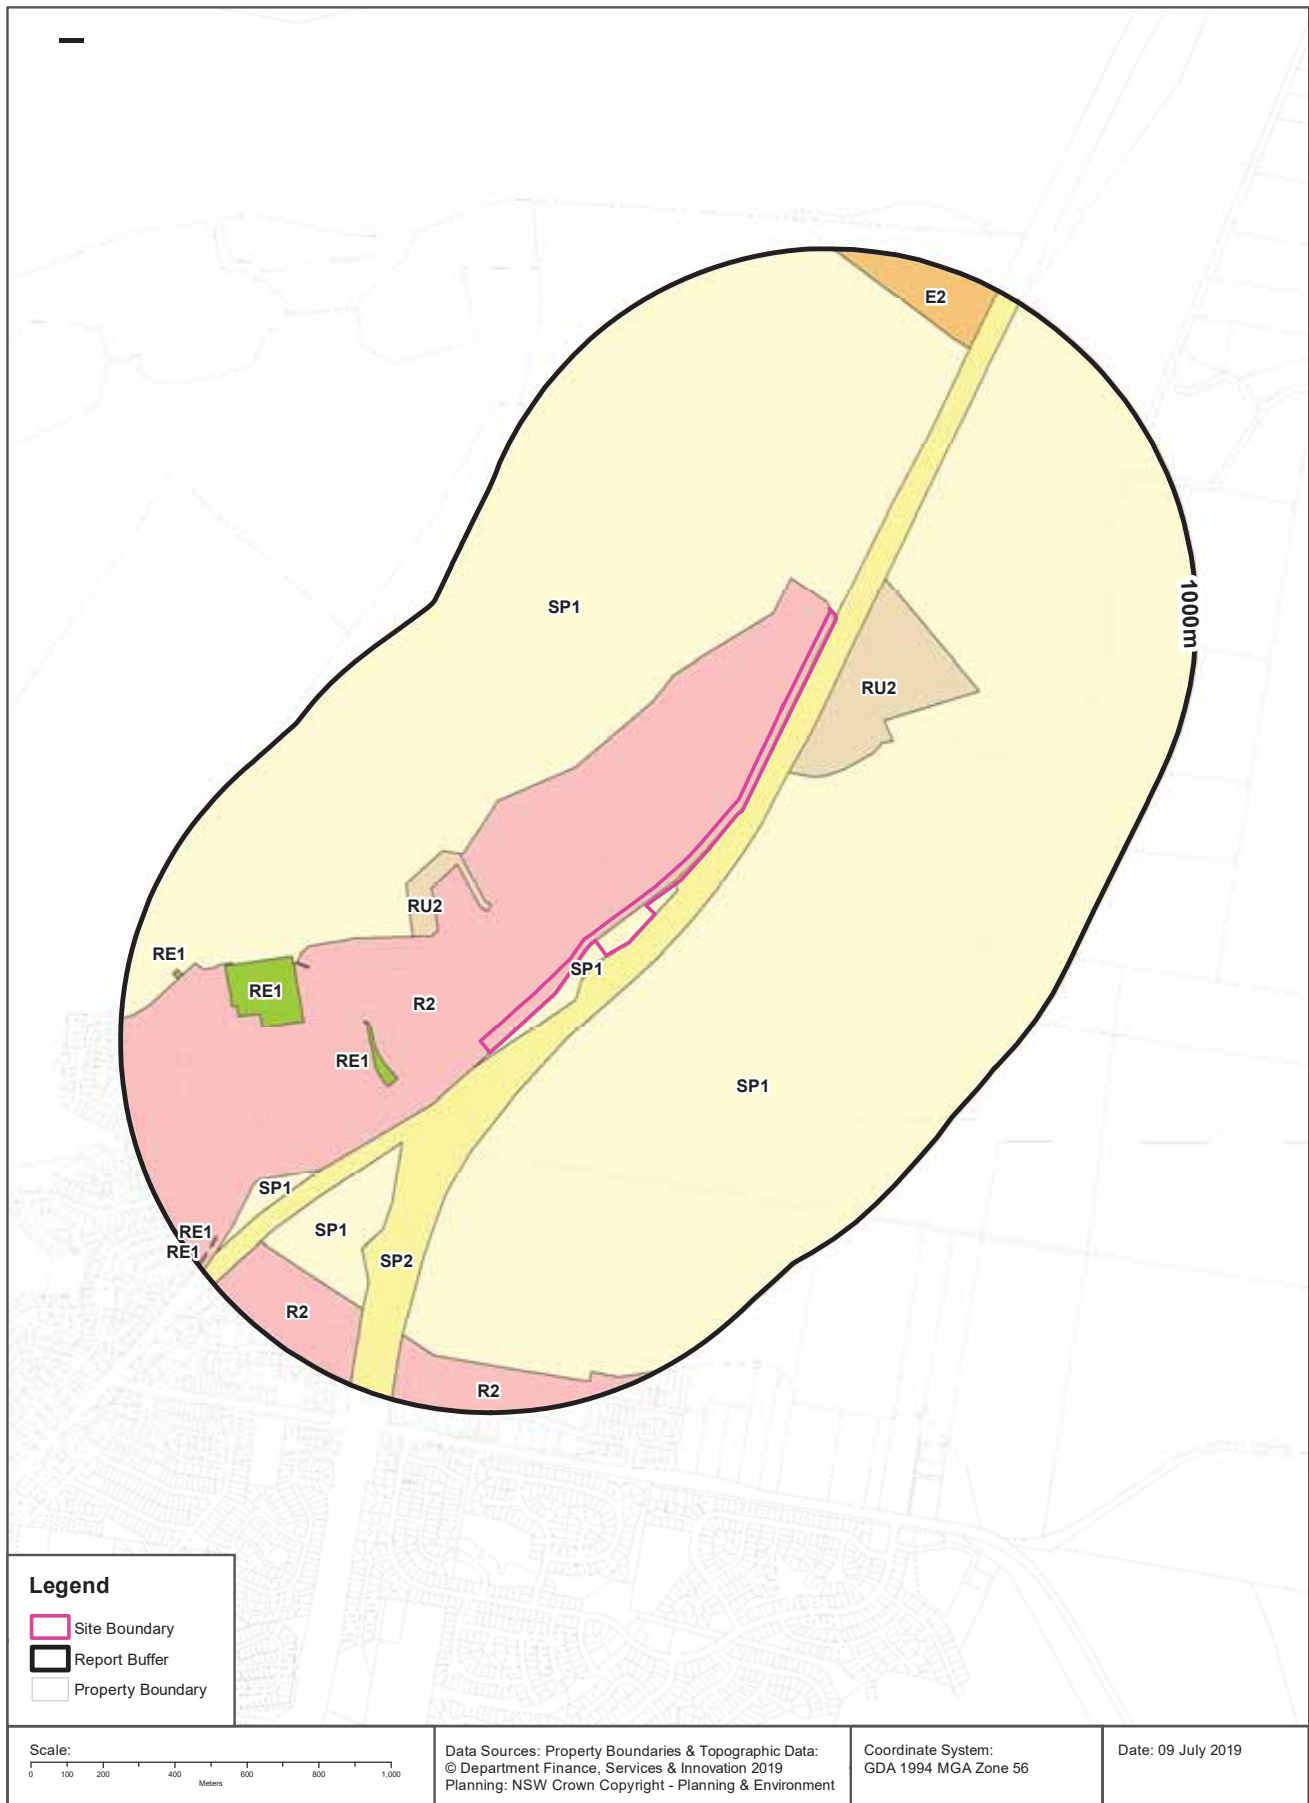 E2
SP1
1000m
RU2
RU2
RE1
SP1
RE1
R2
RE1
SP1
SP1
SP1
RE1
RE1
SP2
R2
R2
Legend
Site Boundary
Report Buffer
Property Boundary
Scale:
0 100 200 400 600 800 1,000
Meters
Data Sources: Property Boundaries & Topographic Data:
© Department Finance, Services & Innovation 2019
Planning: NSW Crown Copyright - Planning & Environment
Coordinate System:
GDA 1994 MGA Zone 56
Date: 09 July 2019